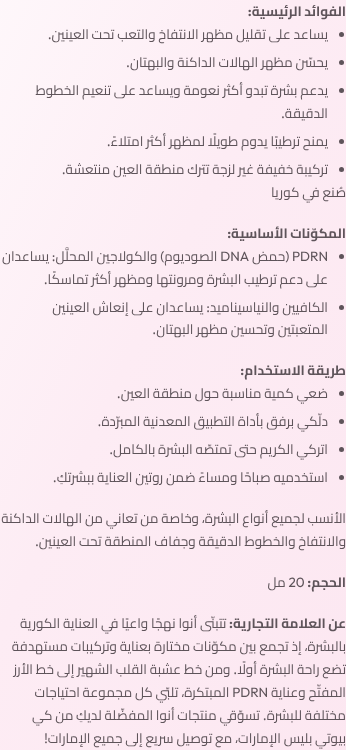 الفوائد الرئيسية:
• يساعد على تقليل مظهر الانتفاخ والتعب تحت العينين.
• يحسّن مظهر الهالات الداكنة والبهتان.
• يدعم بشرة تبدو أكثر نعومة ويساعد على تنعيم الخطوط
الدقيقة.
• يمنح ترطيبًا يدوم طويلًا لمظهر أكثر امتلاءً.
• تركيبة خفيفة غير لزجة تترك منطقة العين منتعشة.
صُنع في كوريا
المكوّنات الأساسية:
• PDRN (حمض DNA الصوديوم) والكولاجين المحلَّل: يساعدان
على دعم ترطيب البشرة ومرونتها ومظهر أكثر تماسكًا.
• الكافيين والنياسيناميد: يساعدان على إنعاش العينين
المتعبتين وتحسين مظهر البهتان.
طريقة الاستخدام:
• ضعي كمية مناسبة حول منطقة العين.
• دلّكي برفق بأداة التطبيق المعدنية المبرّدة.
• اتركي الكريم حتى تمتصّه البشرة بالكامل.
• استخدميه صباحًا ومساءً ضمن روتين العناية ببشرتكِ.
الأنسب لجميع أنواع البشرة، وخاصة من تعاني من الهالات الداكنة
والانتفاخ والخطوط الدقيقة وجفاف المنطقة تحت العينين.
الحجم: 20 مل
عن العلامة التجارية: تتبنّى أنوا نهجًا واعيًا في العناية الكورية
بالبشرة، إذ تجمع بين مكوّنات مختارة بعناية وتركيبات مستهدفة
تضع راحة البشرة أولًا. ومن خط عشبة القلب الشهير إلى خط الأرز
المفتّح وعناية PDRN المبتكرة، تلبّي كل مجموعة احتياجات
مختلفة للبشرة. تسوّقي منتجات أنوا المفضّلة لديكِ من كي
بيوتي بليس الإمارات، مع توصيل سريع إلى جميع الإمارات!